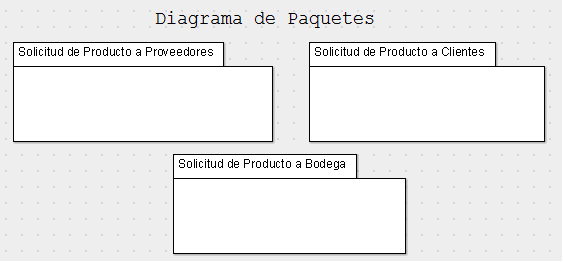 Diagrama de Paquetes
Solicitud de Producto a Proveedores
Solicitud de Producto a Clientes
Solicitud de Producto a Bodega